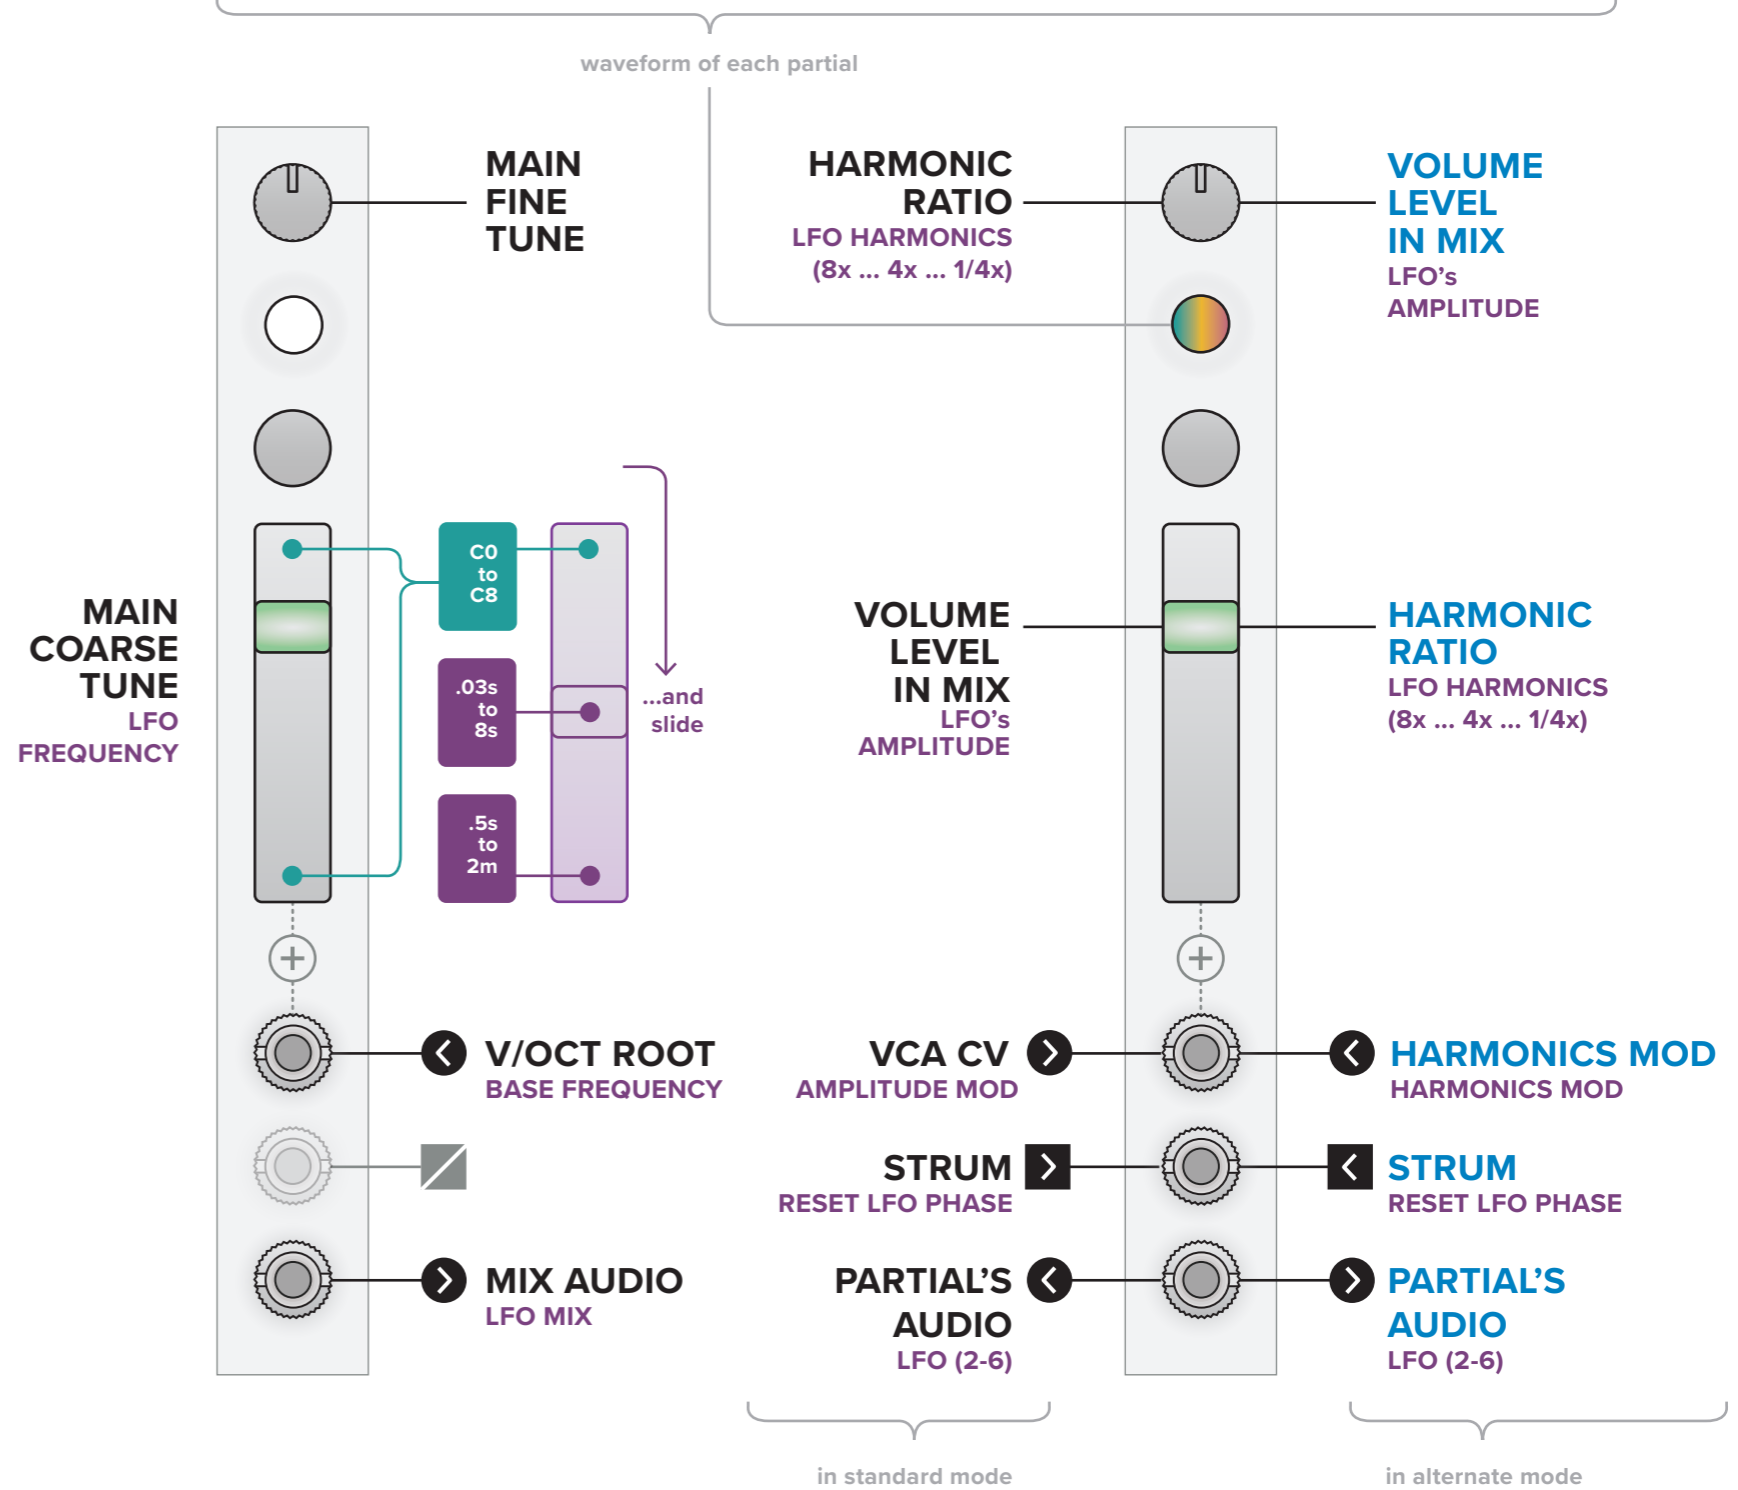 waveform of each partial
MAIN
FINE
TUNE
HARMONIC
RATIO
LFO HARMONICS
(8x ... 4x ... 1/4x)
VOLUME
LEVEL
IN MIX
LFO’s
AMPLITUDE
MAIN
COARSE
TUNE
LFO
FREQUENCY
C0
to
C8
.03s
to
8s
.5s
to
2m
...and
slide
VOLUME
LEVEL
IN MIX
LFO’s
AMPLITUDE
HARMONIC
RATIO
LFO HARMONICS
(8x ... 4x ... 1/4x)
V/OCT ROOT
BASE FREQUENCY
VCA CV
AMPLITUDE MOD
HARMONICS MOD
HARMONICS MOD
STRUM
RESET LFO PHASE
STRUM
RESET LFO PHASE
MIX AUDIO
LFO MIX
PARTIAL’S
AUDIO
LFO (2-6)
PARTIAL’S
AUDIO
LFO (2-6)
in standard mode
in alternate mode